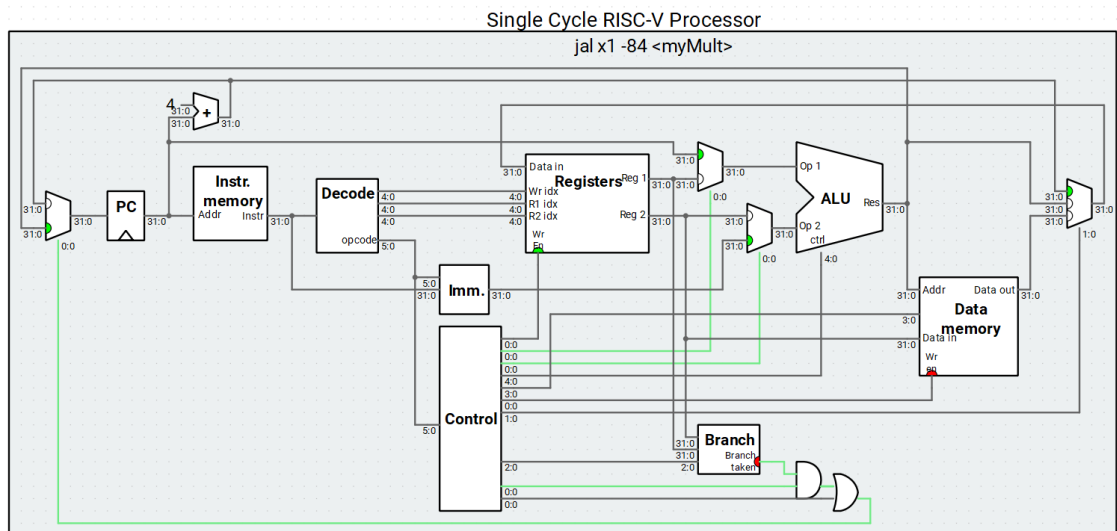 Single Cycle RISC-V Processor
jal x1 -84 <myMult>
4
31:0
31:0
+
31:0
31:0
31:0
31:0
0:0
PC
31:0
Instr.
memory
Addr
Instr
31:0
Decode
opcode
4:0
4:0
4:0
5:0
31:0
Data in
Registers
Wr idx
R1 idx
R2 idx
Wr
En
Reg 1
Reg 2
4:0
4:0
4:0
31:0
31:0
5:0
31:0
Imm.
31:0
31:0
31:0
0:0
31:0
31:0
31:0
0:0
Op 1
ALU
Op 2
ctrl
Res
4:0
31:0
31:0
3:0
31:0
Addr
Data out
Data
memory
Data in
Wr
en
31:0
31:0
31:0
31:0
31:0
1:0
5:0
Control
0:0
0:0
0:0
4:0
3:0
0:0
1:0
2:0
0:0
0:0
31:0
31:0
2:0
Branch
Branch
taken